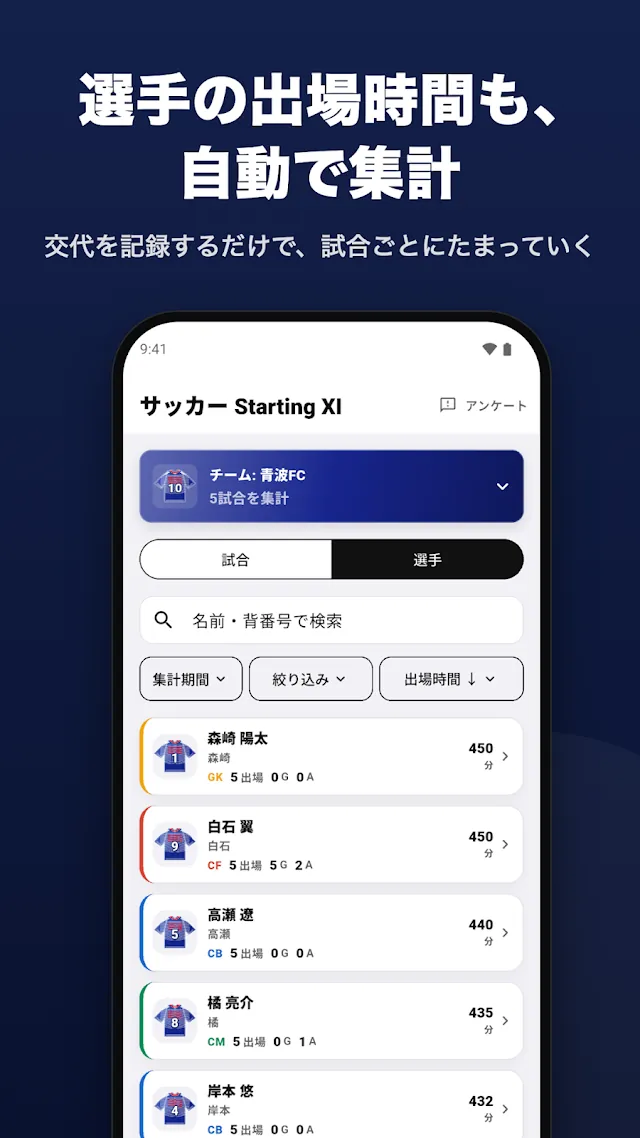 選手の出場時間も、
自動で集計
交代を記録するだけで、試合ごとにたまっていく
9:41
サッカー Starting XI
アンケート
10
チーム: 青波FC
5試合を集計
試合
選手
名前・背番号で検索
集計期間
絞り込み
出場時間 ↓
1
森崎 陽太
森崎
GK 5出場 0G 0A
450
分
9
白石 翼
白石
CF 5出場 5G 2A
450
分
5
高瀬 遼
高瀬
CB 5出場 0G 0A
440
分
8
橘 亮介
橘
CM 5出場 0G 1A
435
分
4
岸本 悠
岸本
CB 5出場 0G 0A
432
分